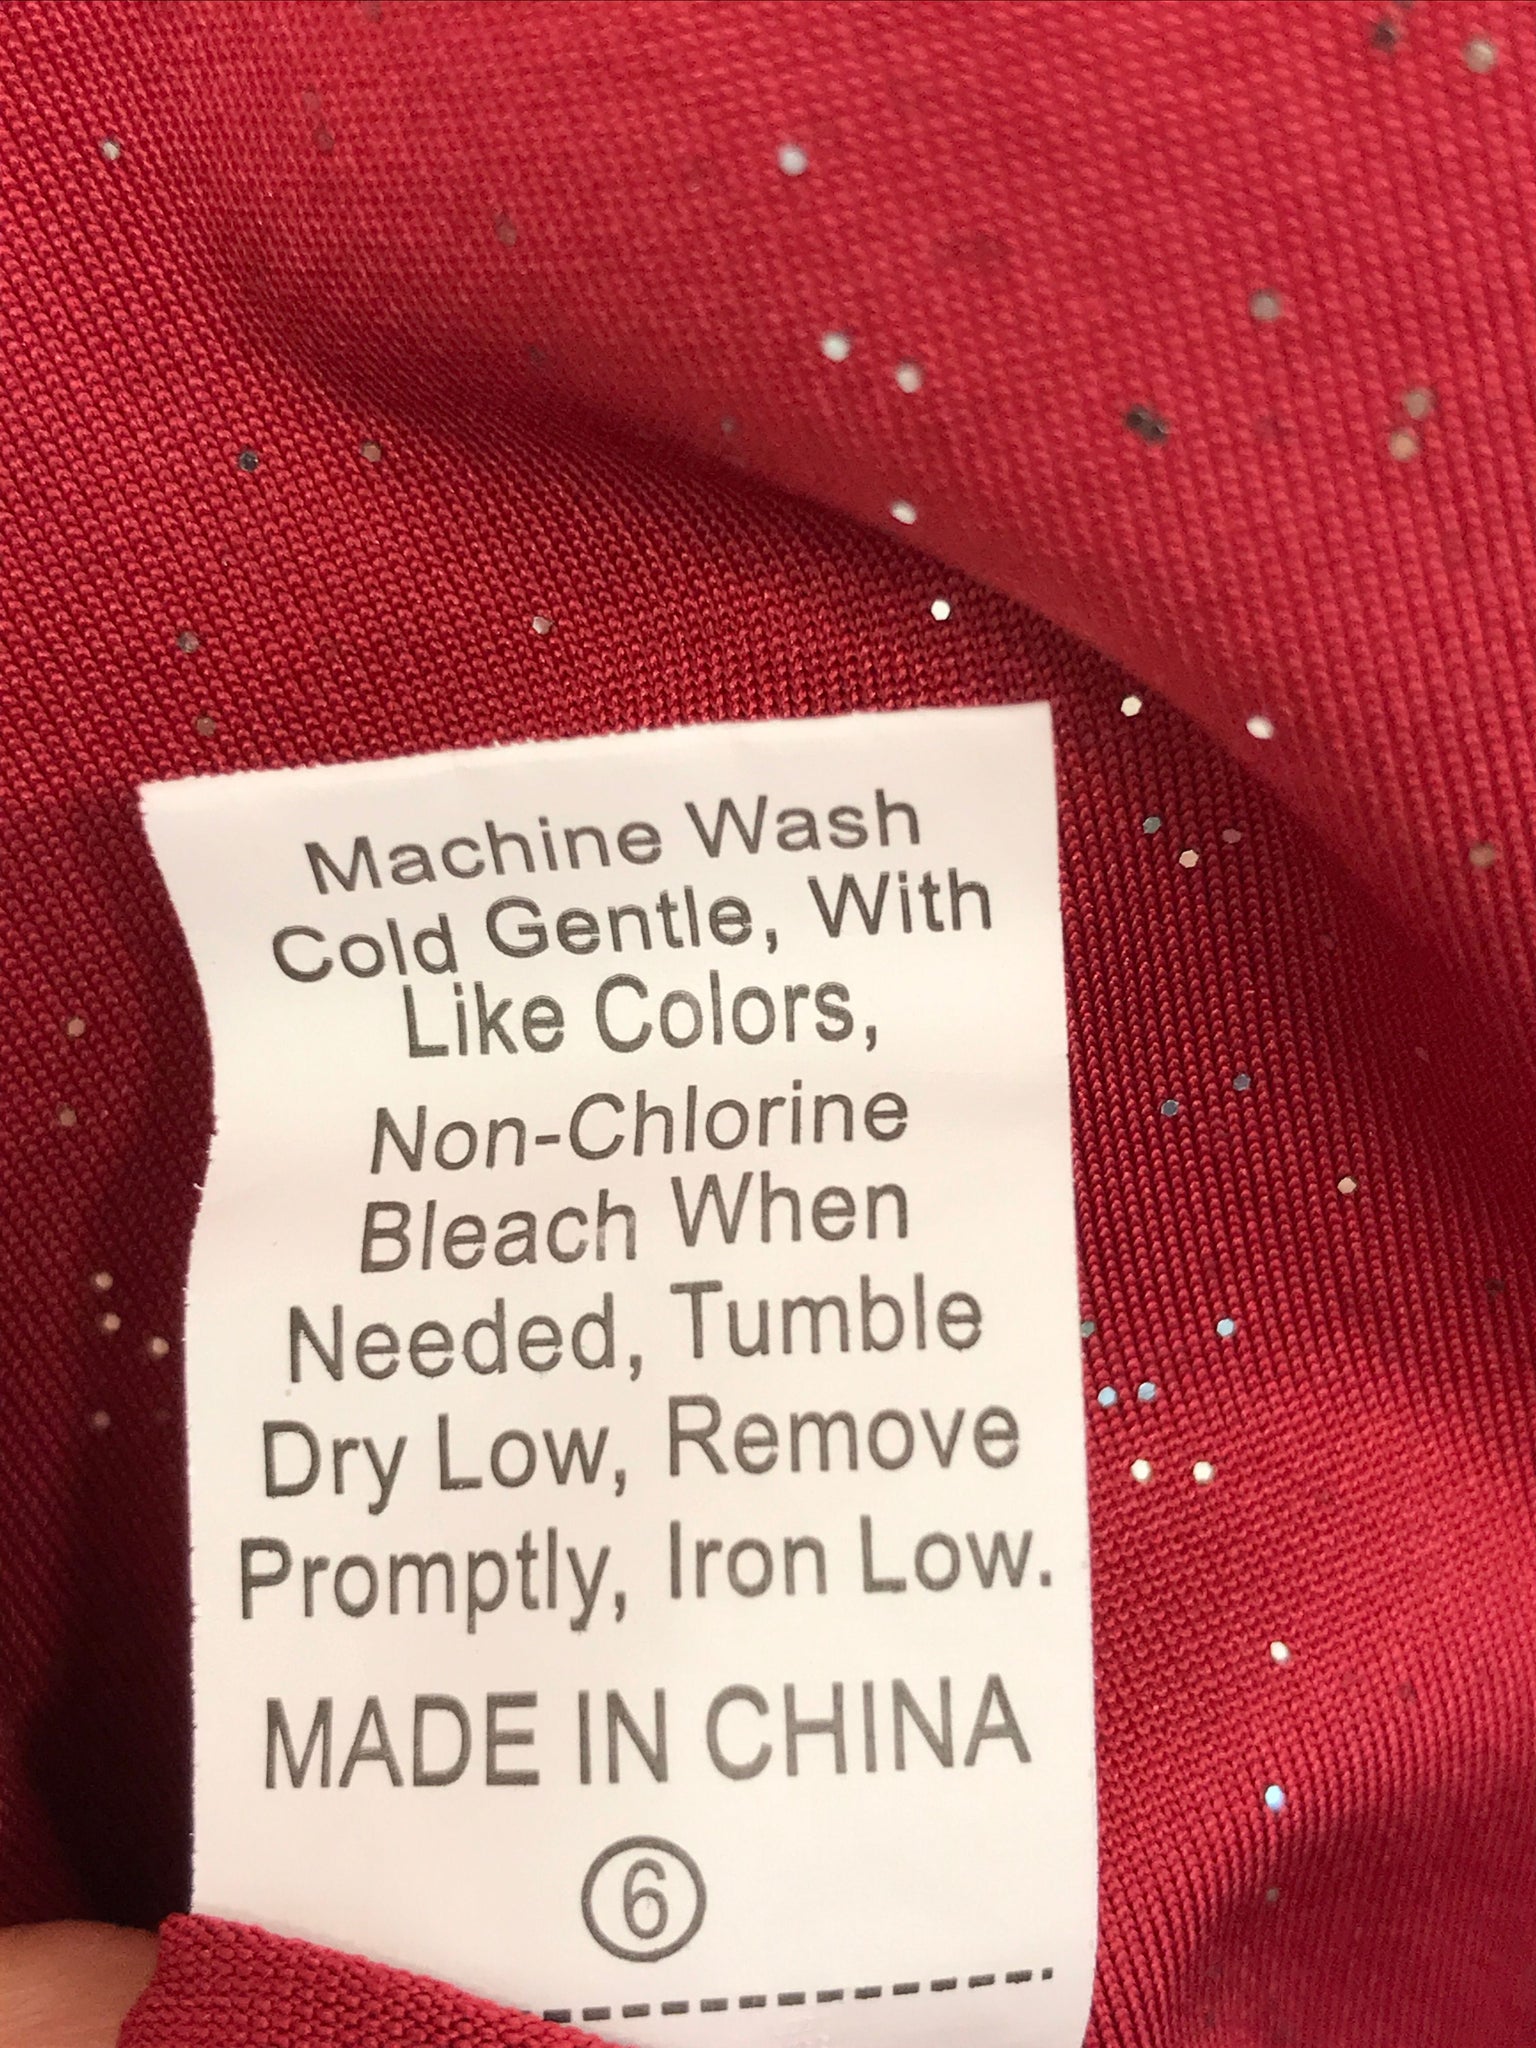 Machine Wash
Cold Gentle, With
Like Colors,
Non-Chlorine
Bleach When
Needed, Tumble
Dry Low, Remove
Promptly, Iron Low.
MADE IN CHINA
6